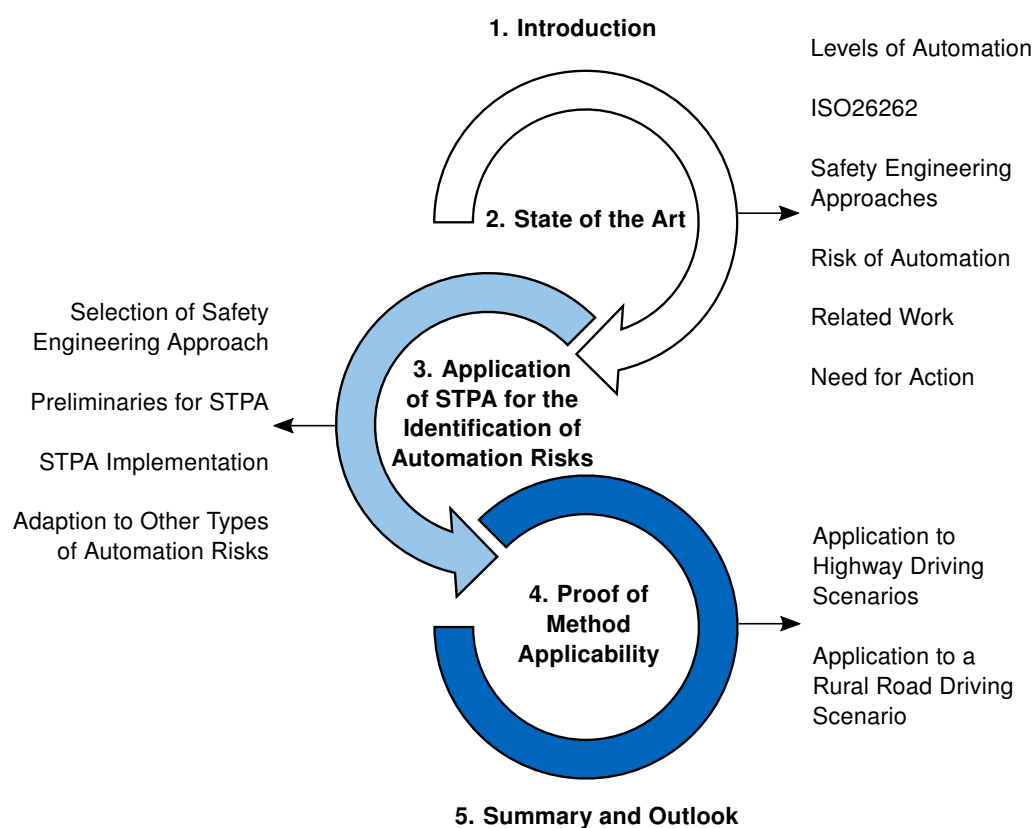 1. Introduction
Levels of Automation
ISO26262
Safety Engineering
Approaches
2. State of the Art
Risk of Automation
Related Work
Need for Action
Selection of Safety
Engineering Approach
Preliminaries for STPA
STPA Implementation
Adaption to Other Types
of Automation Risks
3. Application
of STPA for the
Identification of
Automation Risks
4. Proof of
Method
Applicability
Application to
Highway Driving
Scenarios
Application to a
Rural Road Driving
Scenario
5. Summary and Outlook